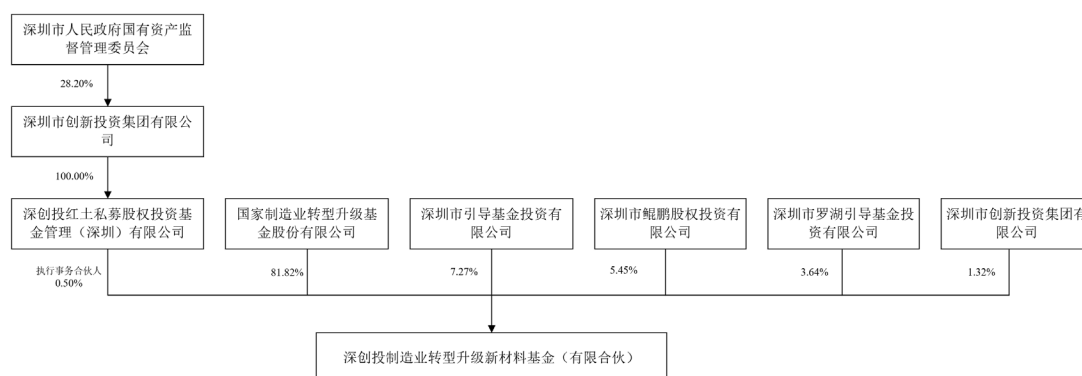 深圳市人民政府国有资产监
督管理委员会
28.20%
深圳市创新投资集团有限公
司
100.00%
深创投红土私募股权投资基
金管理（深圳）有限公司
国家制造业转型升级基
金股份有限公司
深圳市引导基金投资有
限公司
深圳市鲲鹏股权投资有
限公司
深圳市罗湖引导基金投
资有限公司
深圳市创新投资集团有
限公司
执行事务合伙人
0.50%
81.82%
7.27%
5.45%
3.64%
1.32%
深创投制造业转型升级新材料基金（有限合伙）